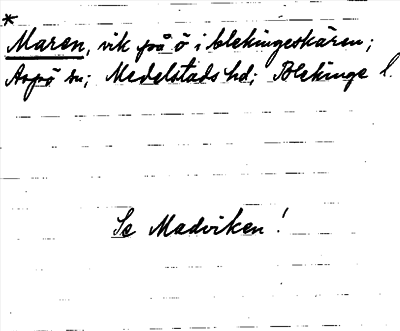 *
Maren, vik på ö i blekingeskären;
Aspö sn; Medelstads hd; Blekinge l.
Se Madviken!